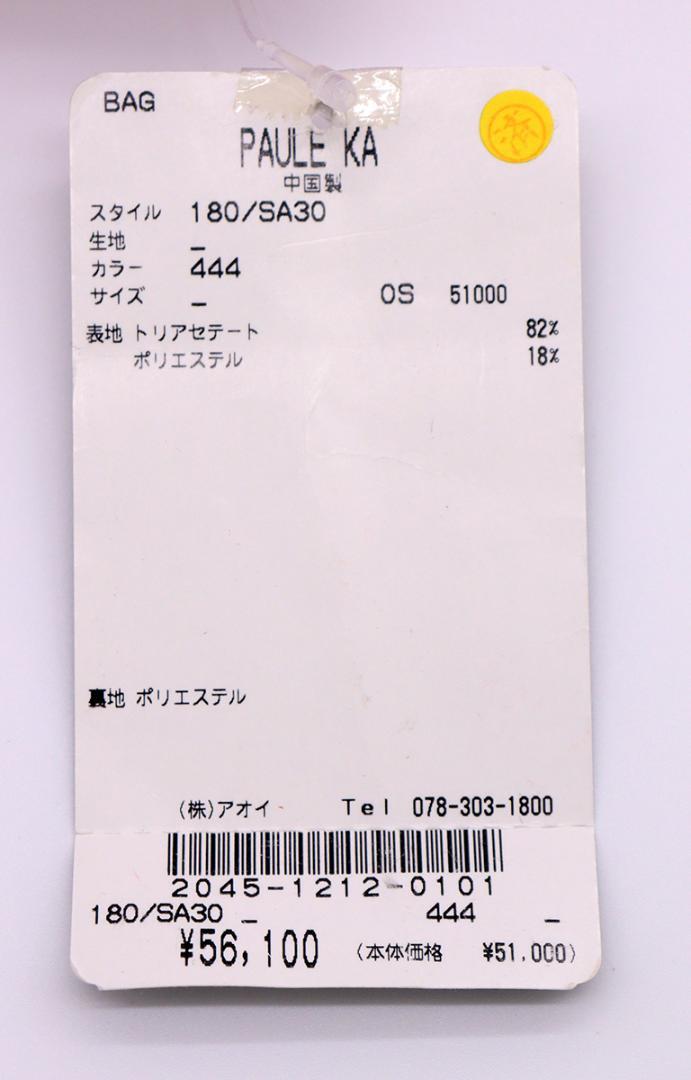 BAG
PAULE KA
中国製
スタイル 180/SA30
生地 _
カラー 444
サイズ _ OS 51000
表地 トリアセテート 82%
ポリエステル 18%
裏地 ポリエステル
(株)アオイ Tel 078-303-1800
2045-1212-0101
180/SA30 _ 444 _
¥56,100 (本体価格 ¥51,000)